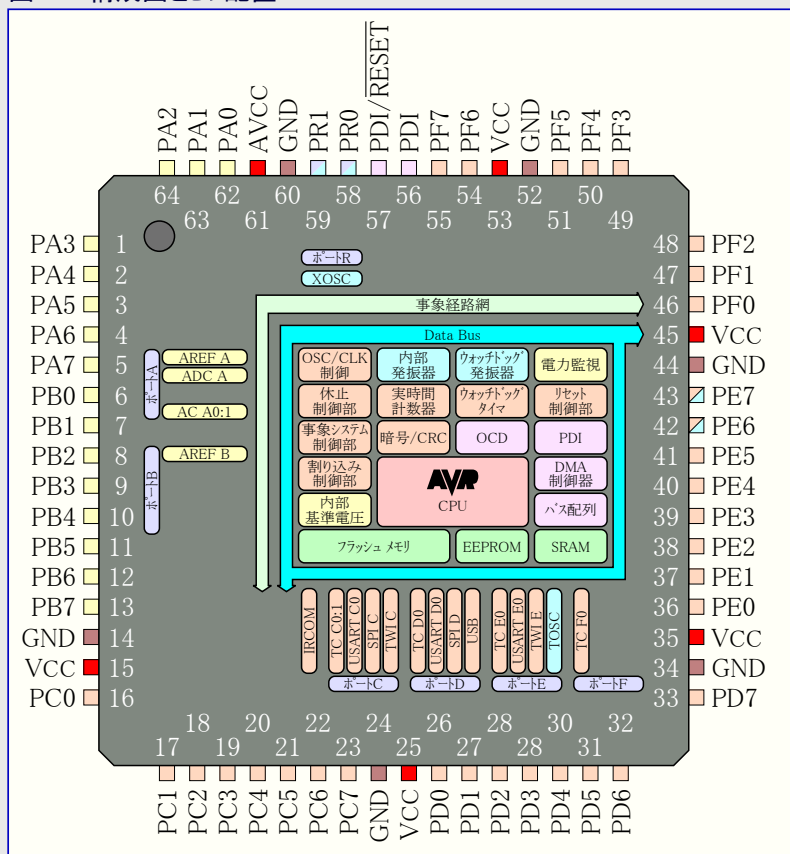 PA2
PA1
PA0
AVCC
GND
PR1
PR0
PDI/RESET
PDI
PF7
PF6
VCC
GND
PF5
PF4
PF3
64
63
62
61
60
59
58
57
56
55
54
53
52
51
50
49
PA3 1
PA4 2
PA5 3
PA6 4
PA7 5
PB0 6
PB1 7
PB2 8
PB3 9
PB4 10
PB5 11
PB6 12
PB7 13
GND 14
VCC 15
PC0 16
48 PF2
47 PF1
46 PF0
45 VCC
44 GND
43 PE7
42 PE6
41 PE5
40 PE4
39 PE3
38 PE2
37 PE1
36 PE0
35 VCC
34 GND
33 PD7
ポートR
XOSC
事象経路網
Data Bus
ポートA
AREF A
ADC A
AC A0:1
ポートB
AREF B
OSC/CLK
制御
内部
発振器
ウォッチドッグ
発振器
電力監視
休止
制御部
実時間
計数器
ウォッチドッグ
タイマ
リセット
制御部
事象システム
制御部
暗号/CRC
OCD
PDI
割り込み
制御部
AVR
CPU
DMA
制御器
内部
基準電圧
バス配列
フラッシュ メモリ
EEPROM
SRAM
IRCOM
TC C0:1
USART C0
SPI C
TWI C
TC D0
USART D0
SPI D
USB
TC E0
USART E0
TWI E
TOSC
TC F0
ポートC
ポートD
ポートE
ポートF
17
18
19
20
21
22
23
24
25
26
27
28
28
30
31
32
PC1
PC2
PC3
PC4
PC5
PC6
PC7
GND
VCC
PD0
PD1
PD2
PD3
PD4
PD5
PD6